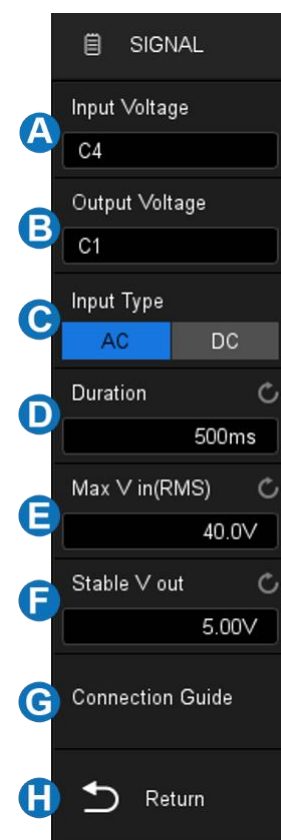 SIGNAL
A
Input Voltage
C4
B
Output Voltage
C1
C
Input Type
AC DC
D
Duration
500ms
E
Max V in(RMS)
40.0V
F
Stable V out
5.00V
G
Connection Guide
H
Return